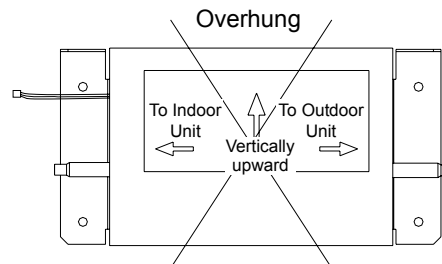 Overhung
To Indoor
Unit
To Outdoor
Unit
Vertically
upward